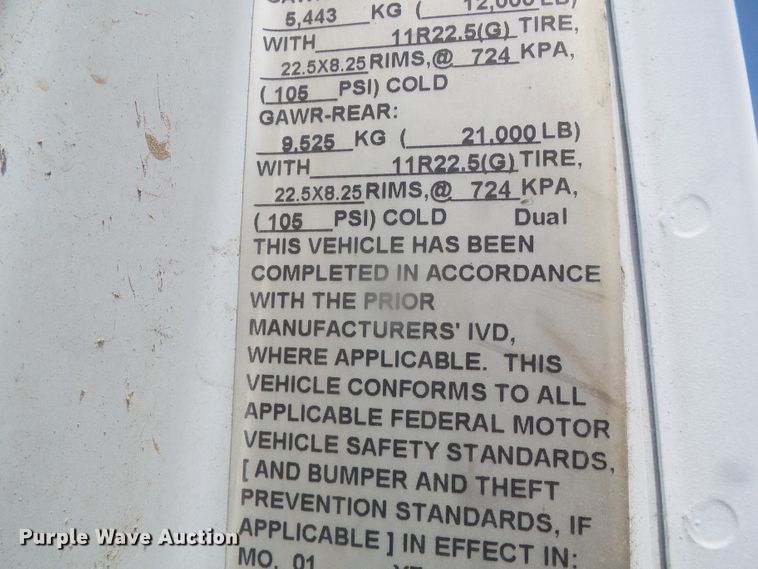 5,443 KG ( 12,000 LB)
WITH 11R22.5(G) TIRE,
22.5X8.25 RIMS,@ 724 KPA,
(105 PSI) COLD
GAWR-REAR:
9,525 KG ( 21,000 LB)
WITH 11R22.5(G) TIRE,
22.5X8.25 RIMS,@ 724 KPA,
(105 PSI) COLD Dual
THIS VEHICLE HAS BEEN
COMPLETED IN ACCORDANCE
WITH THE PRIOR
MANUFACTURERS' IVD,
WHERE APPLICABLE. THIS
VEHICLE CONFORMS TO ALL
APPLICABLE FEDERAL MOTOR
VEHICLE SAFETY STANDARDS,
[ AND BUMPER AND THEFT
PREVENTION STANDARDS, IF
APPLICABLE ] IN EFFECT IN:
MO. 01
Purple Wave Auction